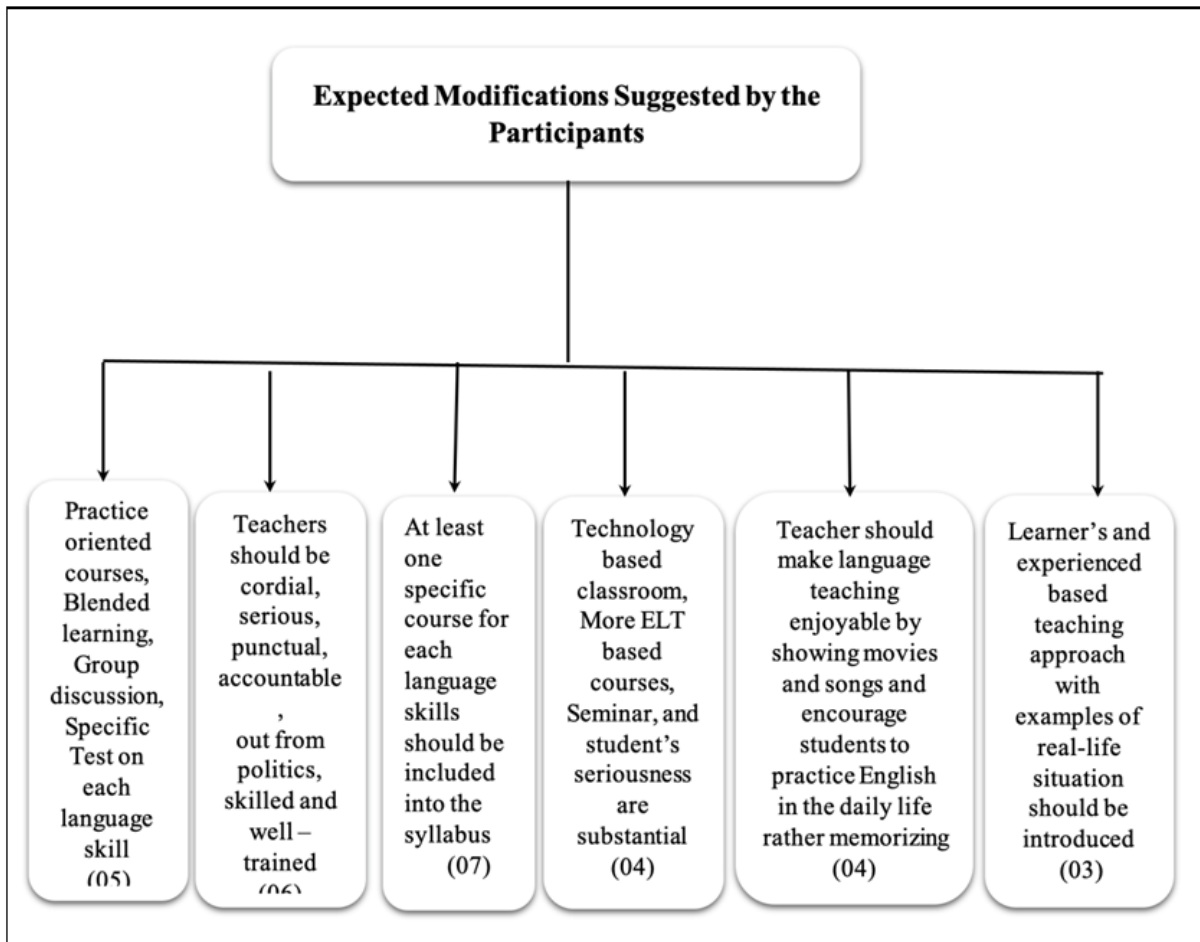 Expected Modifications Suggested by the
Participants
Practice
oriented
courses,
Blended
learning,
Group
discussion,
Specific
Test on
each
language
skill
(05)
Teachers
should be
cordial,
serious,
punctual,
accountable
,
out from
politics,
skilled and
well –
trained
(06)
At least
one
specific
course for
each
language
skills
should be
included
into the
syllabus
(07)
Technology
based
classroom,
More ELT
based
courses,
Seminar, and
student's
seriousness
are
substantial
(04)
Teacher should
make language
teaching
enjoyable by
showing movies
and songs and
encourage
students to
practice English
in the daily life
rather memorizing
(04)
Learner's and
experienced
based
teaching
approach
with
examples of
real-life
situation
should be
introduced
(03)